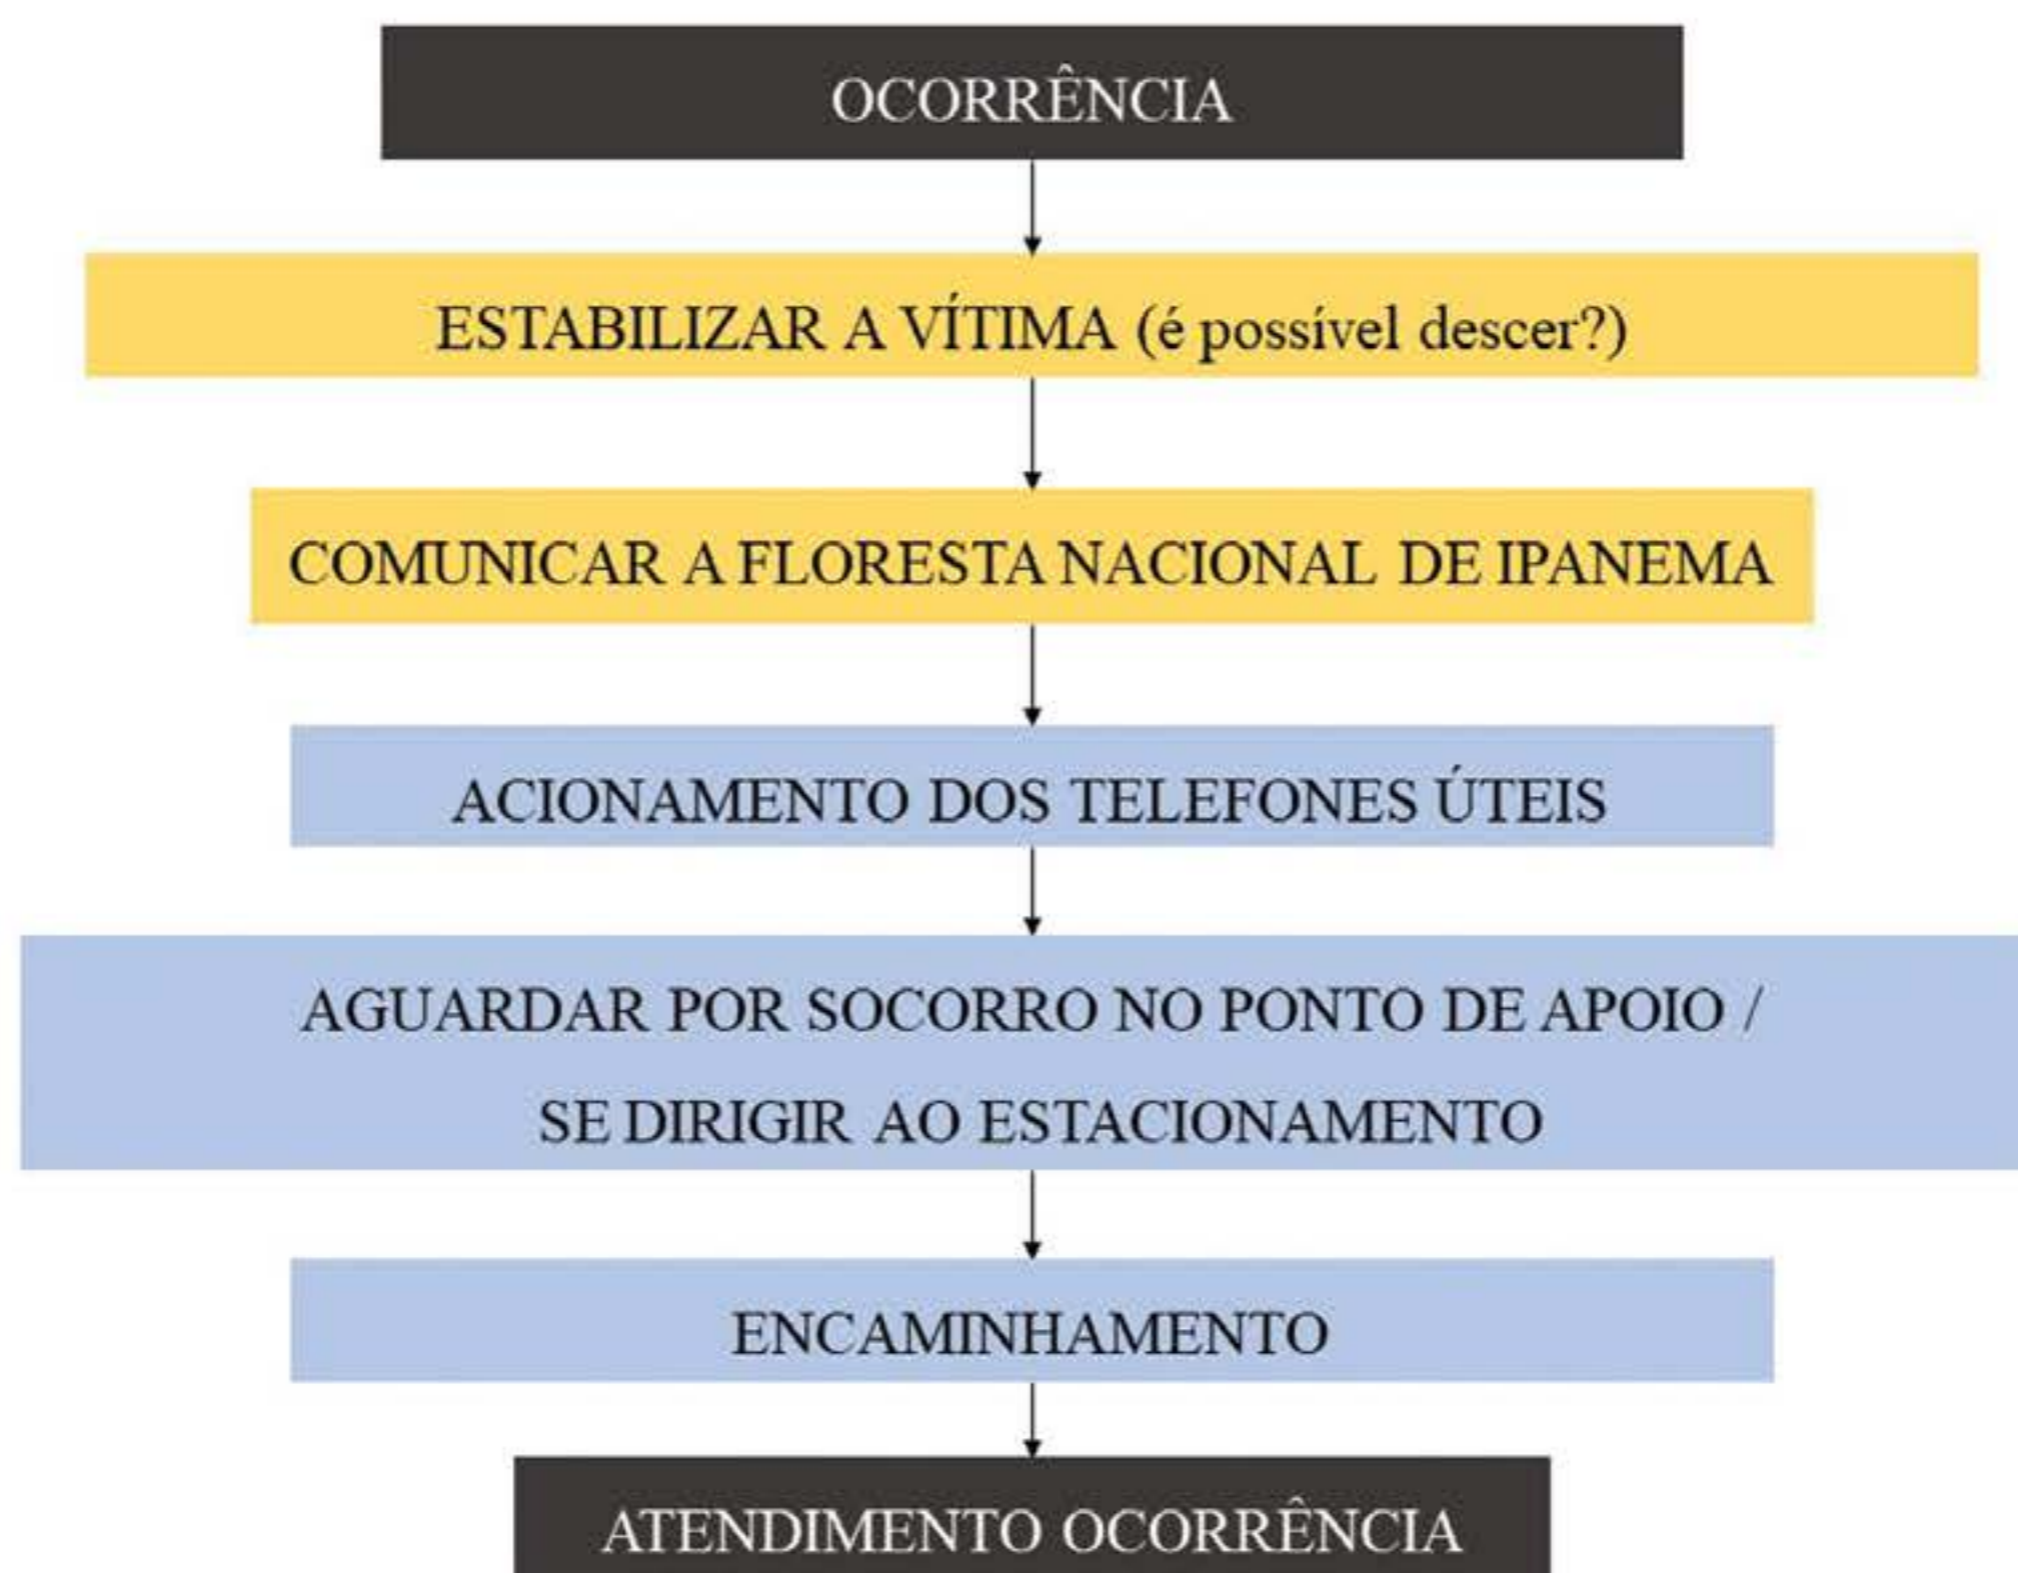 OCORRÊNCIA
ESTABILIZAR A VÍTIMA (é possível descer?)
COMUNICAR A FLORESTA NACIONAL DE IPANEMA
ACIONAMENTO DOS TELEFONES ÚTEIS
AGUARDAR POR SOCORRO NO PONTO DE APOIO /
SE DIRIGIR AO ESTACIONAMENTO
ENCAMINHAMENTO
ATENDIMENTO OCORRÊNCIA